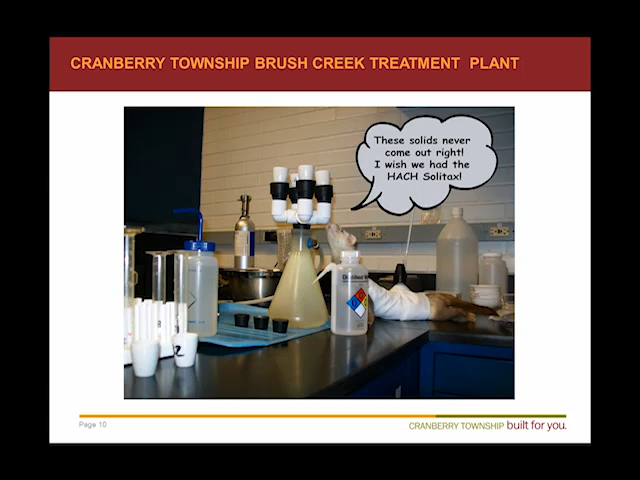 CRANBERRY TOWNSHIP BRUSH CREEK TREATMENT PLANT
These solids never
come out right!
I wish we had the
HACH Solitax!
Distilled W
2
Page 10
CRANBERRY TOWNSHIP built for you.